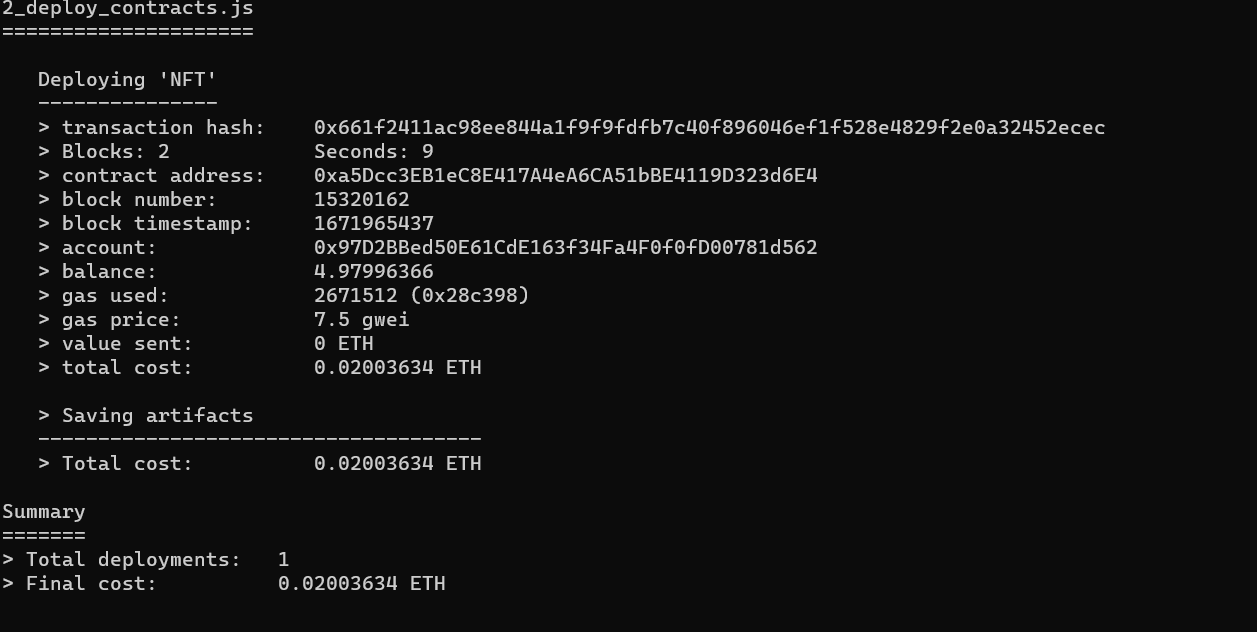 2_deploy_contracts.js
=====================
Deploying 'NFT'
---------------
> transaction hash:    0x661f2411ac98ee844a1f9f9fdfb7c40f896046ef1f528e4829f2e0a32452ecec
> Blocks: 2            Seconds: 9
> contract address:    0xa5Dcc3EB1eC8E417A4eA6CA51bBE4119D323d6E4
> block number:        15320162
> block timestamp:     1671965437
> account:             0x97D2BBed50E61CdE163f34Fa4F0f0fD00781d562
> balance:             4.97996366
> gas used:            2671512 (0x28c398)
> gas price:           7.5 gwei
> value sent:          0 ETH
> total cost:          0.02003634 ETH
> Saving artifacts
-------------------------------------
> Total cost:          0.02003634 ETH
Summary
=======
> Total deployments:   1
> Final cost:          0.02003634 ETH